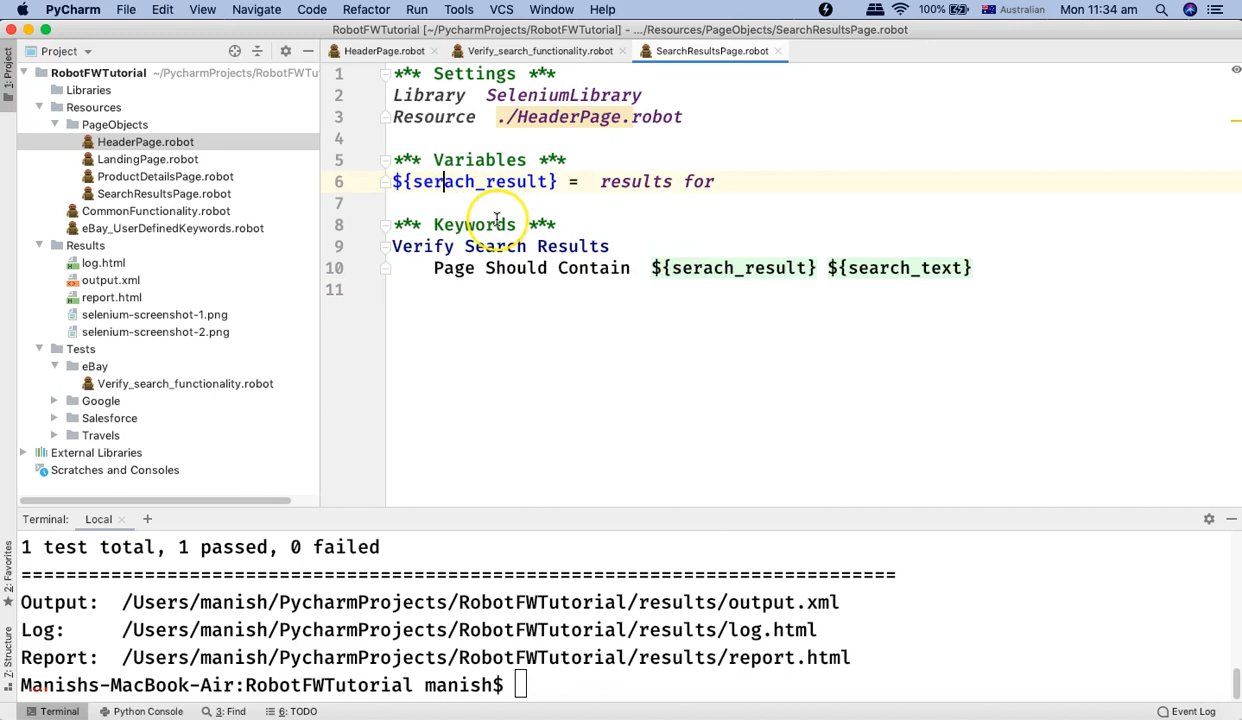 PyCharm File Edit View Navigate Code Refactor Run Tools VCS Window Help 100% Australian Mon 11:34 am
RobotFWTutorial [~/PycharmProjects/RobotFWTutorial] - .../Resources/PageObjects/SearchResultsPage.robot
1: Project
Project
HeaderPage.robot
Verify_search_functionality.robot
SearchResultsPage.robot
RobotFWTutorial ~/PycharmProjects/RobotFWTu
Libraries
Resources
PageObjects
HeaderPage.robot
LandingPage.robot
ProductDetailsPage.robot
SearchResultsPage.robot
CommonFunctionality.robot
eBay_UserDefinedKeywords.robot
Results
log.html
output.xml
report.html
selenium-screenshot-1.png
selenium-screenshot-2.png
Tests
eBay
Verify_search_functionality.robot
Google
Salesforce
Travels
External Libraries
Scratches and Consoles
1 *** Settings ***
2 Library SeleniumLibrary
3 Resource ./HeaderPage.robot
4
5 *** Variables ***
6 ${serach_result} = results for
7
8 *** Keywords ***
9 Verify Search Results
10 Page Should Contain ${serach_result} ${search_text}
11
2: Favorites
Z: Structure
Terminal: Local +
1 test total, 1 passed, 0 failed
==============================================================================
Output: /Users/manish/PycharmProjects/RobotFWTutorial/results/output.xml
Log: /Users/manish/PycharmProjects/RobotFWTutorial/results/log.html
Report: /Users/manish/PycharmProjects/RobotFWTutorial/results/report.html
Manishs-MacBook-Air:RobotFWTutorial manish$
Terminal Python Console 3: Find 6: TODO Event Log